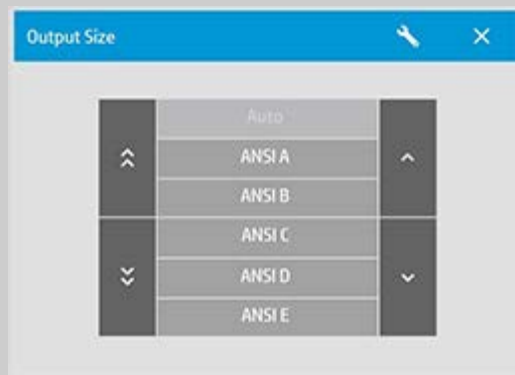 Output Size
Auto
ANSI A
ANSI B
ANSI C
ANSI D
ANSI E